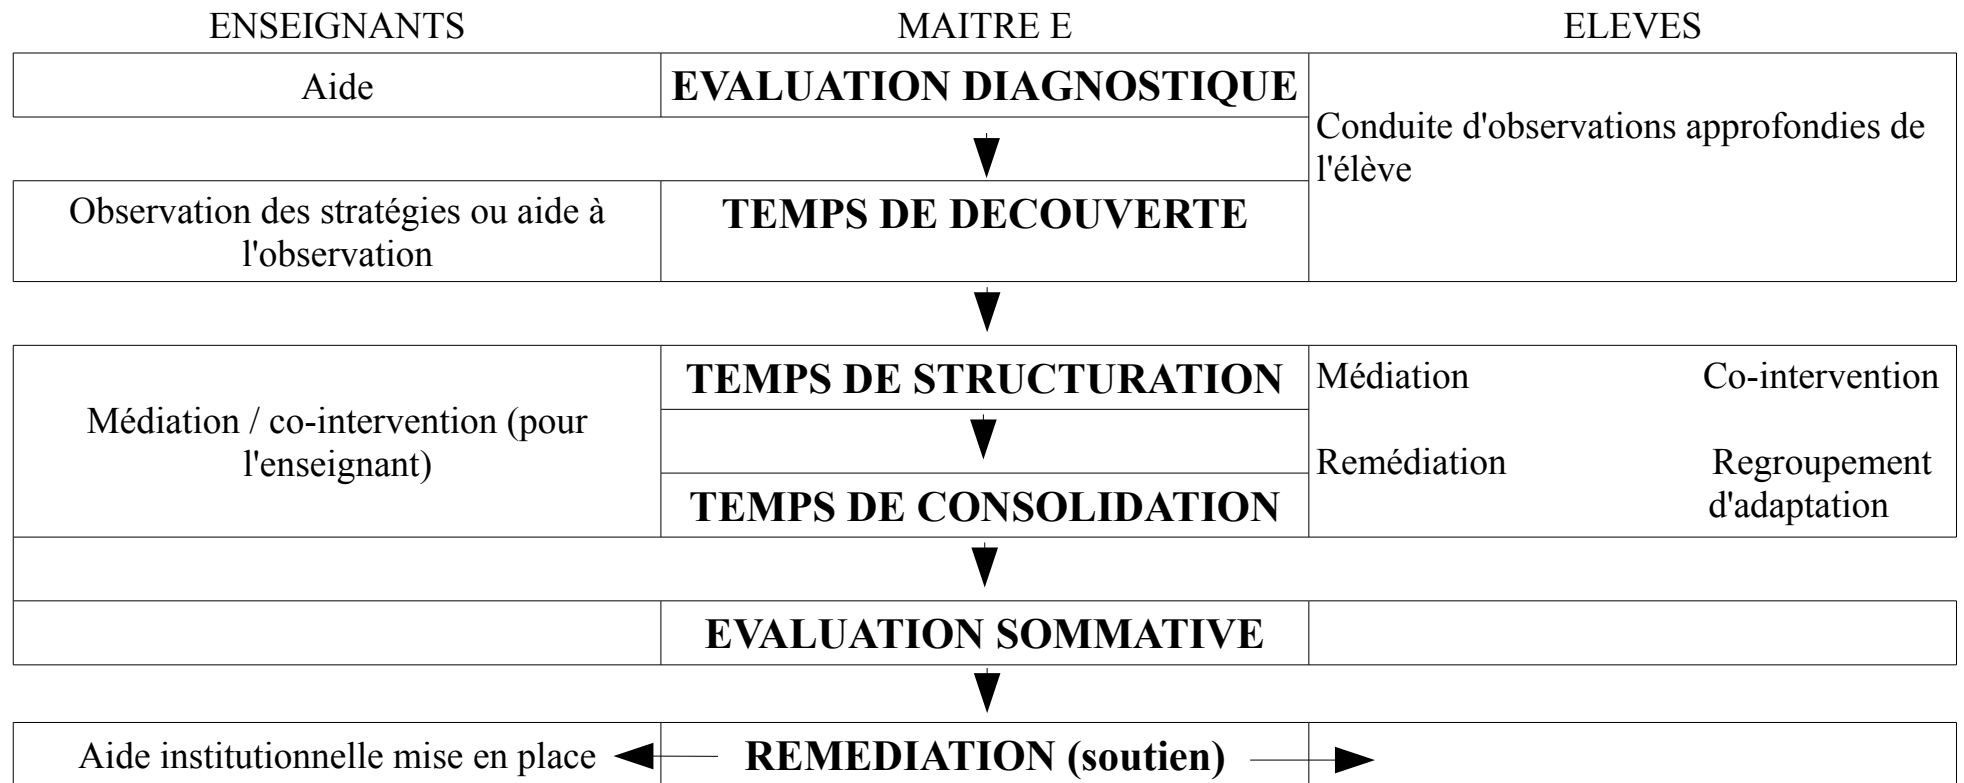 ENSEIGNANTS
MAITRE E
ELEVES
Aide
EVALUATION DIAGNOSTIQUE
Conduite d'observations approfondies de
l'élève
Observation des stratégies ou aide à
l'observation
TEMPS DE DECOUVERTE
Médiation / co-intervention (pour
l'enseignant)
TEMPS DE STRUCTURATION
TEMPS DE CONSOLIDATION
Médiation Co-intervention
Remédiation Regroupement
d'adaptation
EVALUATION SOMMATIVE
Aide institutionnelle mise en place
REMEDIATION (soutien)